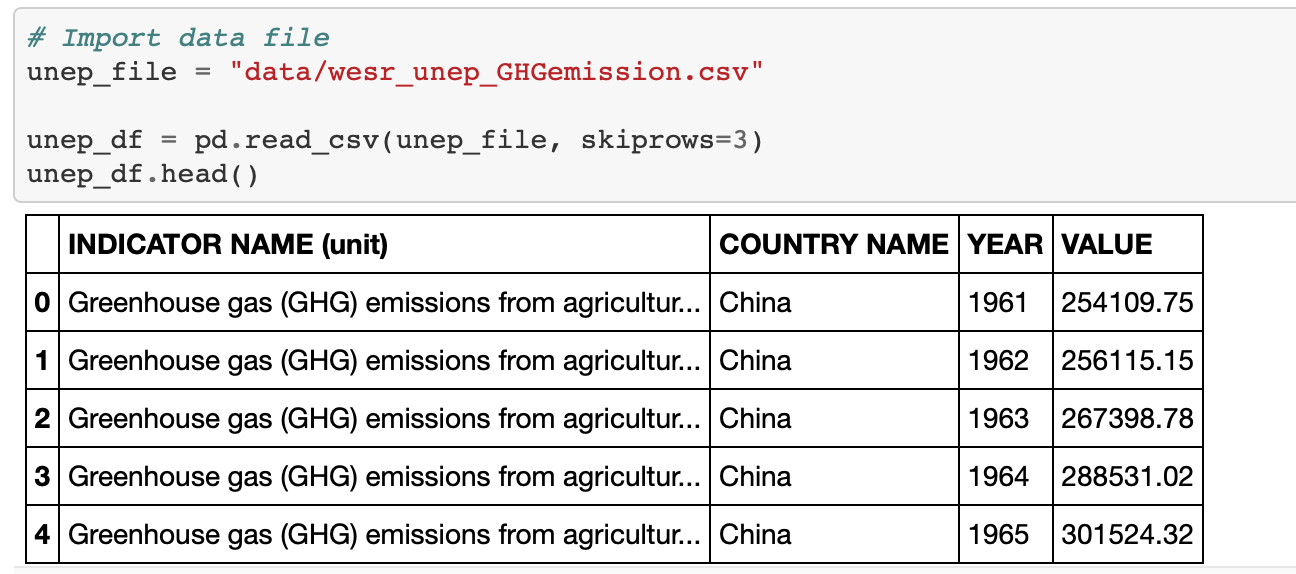 # Import data file
unep_file = "data/wesr_unep_GHGemission.csv"
unep_df = pd.read_csv(unep_file, skiprows=3)
unep_df.head()
INDICATOR NAME (unit) COUNTRY NAME YEAR VALUE
0 Greenhouse gas (GHG) emissions from agricultur... China 1961 254109.75
1 Greenhouse gas (GHG) emissions from agricultur... China 1962 256115.15
2 Greenhouse gas (GHG) emissions from agricultur... China 1963 267398.78
3 Greenhouse gas (GHG) emissions from agricultur... China 1964 288531.02
4 Greenhouse gas (GHG) emissions from agricultur... China 1965 301524.32